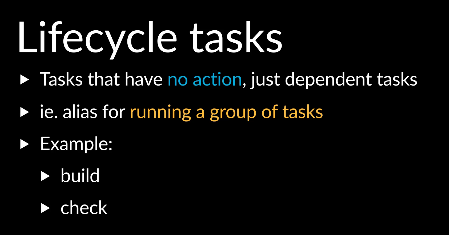 Lifecycle tasks
Tasks that have no action, just dependent tasks
ie. alias for running a group of tasks
Example:
build
check